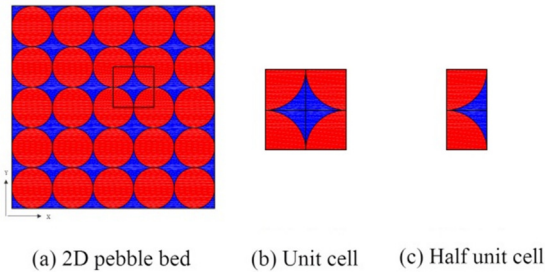 Y
X
(a) 2D pebble bed
(b) Unit cell
(c) Half unit cell